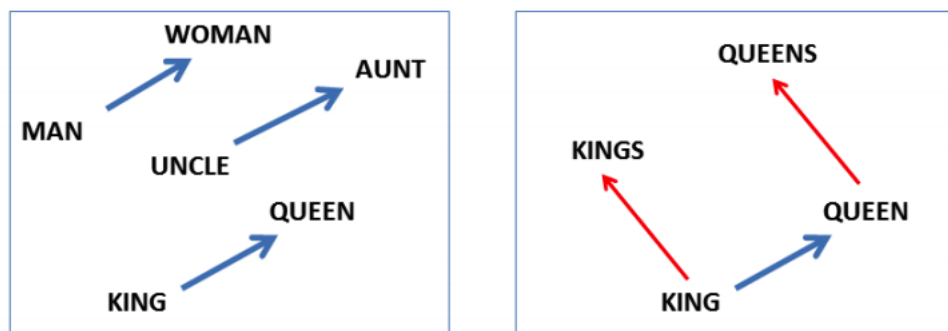 WOMAN
AUNT
MAN
UNCLE
QUEEN
KING
QUEENS
KINGS
QUEEN
KING